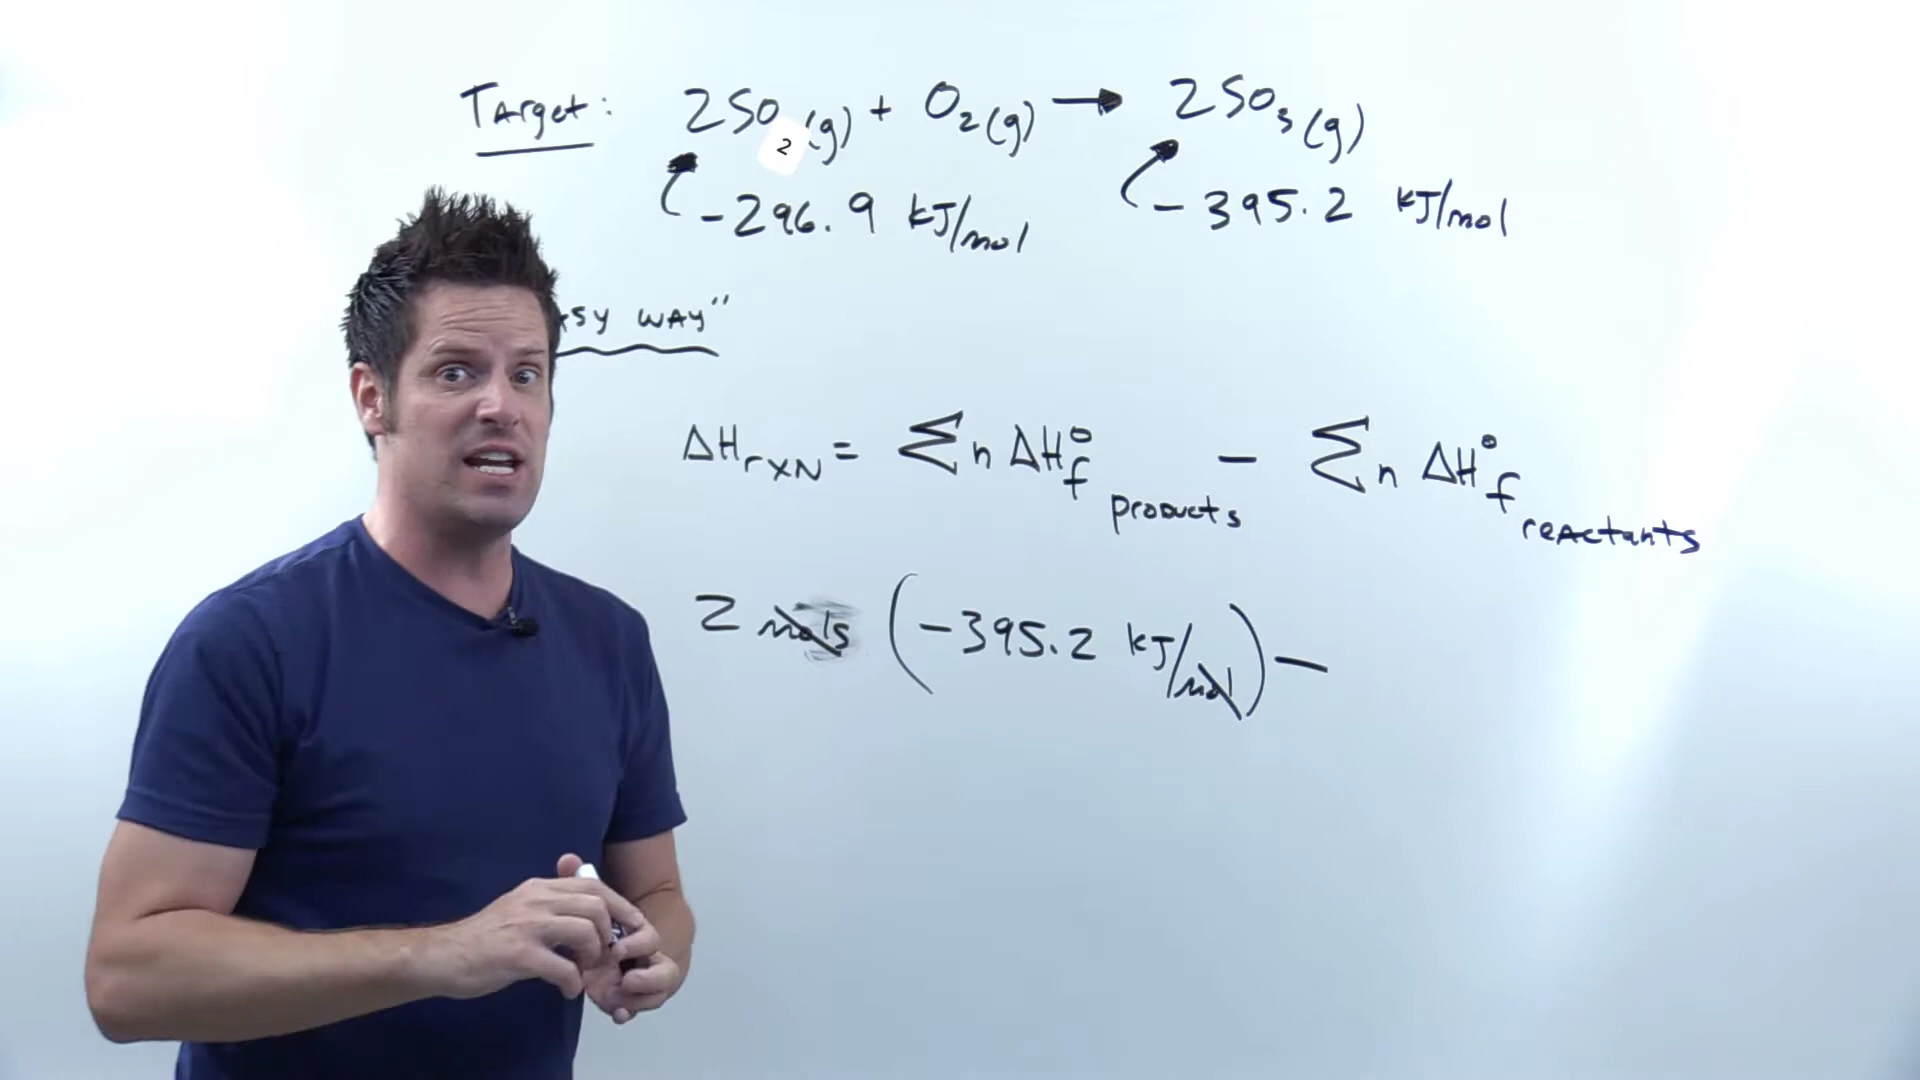 Target: 2SO2(g) + O2(g) → 2SO3(g)
-296.9 kJ/mol -395.2 kJ/mol
WAY"
ΔHrxn = Σn ΔH°f products - Σn ΔH°f reactants
2 mols (-395.2 kJ/mol) -